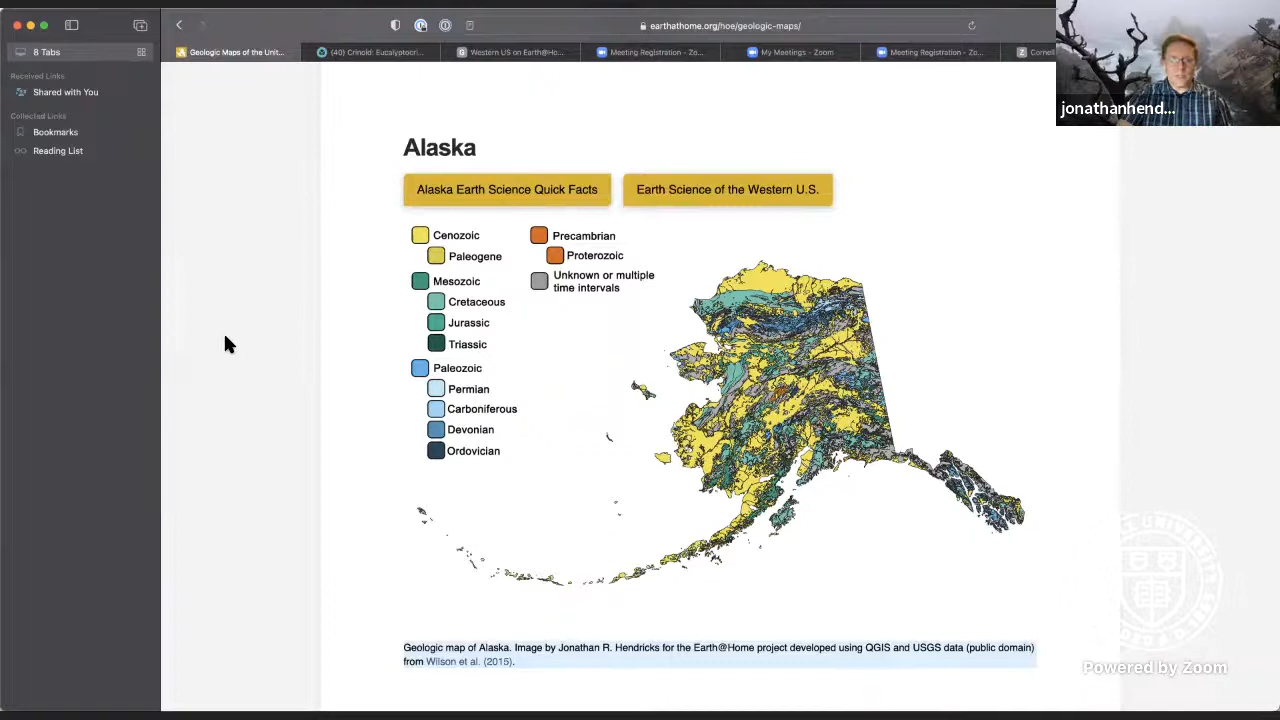 8 Tabs
Received Links
Shared with You
Collected Links
Bookmarks
Reading List
earthathome.org/hoe/geologic-maps/
Geologic Maps of the Unit...
(40) Crinoid: Eucalyptocri...
Western US on Earth@Ho...
Meeting Registration - Zo...
My Meetings - Zoom
Meeting Registration - Zo...
Cornell
jonathanhend...
Alaska
Alaska Earth Science Quick Facts
Earth Science of the Western U.S.
Cenozoic
Paleogene
Mesozoic
Cretaceous
Jurassic
Triassic
Paleozoic
Permian
Carboniferous
Devonian
Ordovician
Precambrian
Proterozoic
Unknown or multiple
time intervals
Geologic map of Alaska. Image by Jonathan R. Hendricks for the Earth@Home project developed using QGIS and USGS data (public domain)
from Wilson et al. (2015).
Powered by Zoom